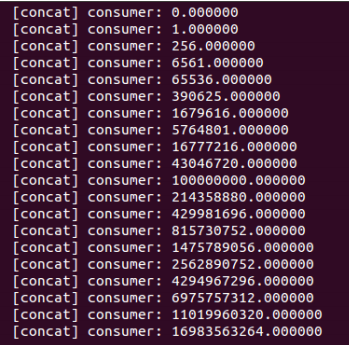 [concat] consumer: 0.000000
[concat] consumer: 1.000000
[concat] consumer: 256.000000
[concat] consumer: 6561.000000
[concat] consumer: 65536.000000
[concat] consumer: 390625.000000
[concat] consumer: 1679616.000000
[concat] consumer: 5764801.000000
[concat] consumer: 16777216.000000
[concat] consumer: 43046720.000000
[concat] consumer: 100000000.000000
[concat] consumer: 214358880.000000
[concat] consumer: 429981696.000000
[concat] consumer: 815730752.000000
[concat] consumer: 1475789056.000000
[concat] consumer: 2562890752.000000
[concat] consumer: 4294967296.000000
[concat] consumer: 6975757312.000000
[concat] consumer: 11019960320.000000
[concat] consumer: 16983563264.000000